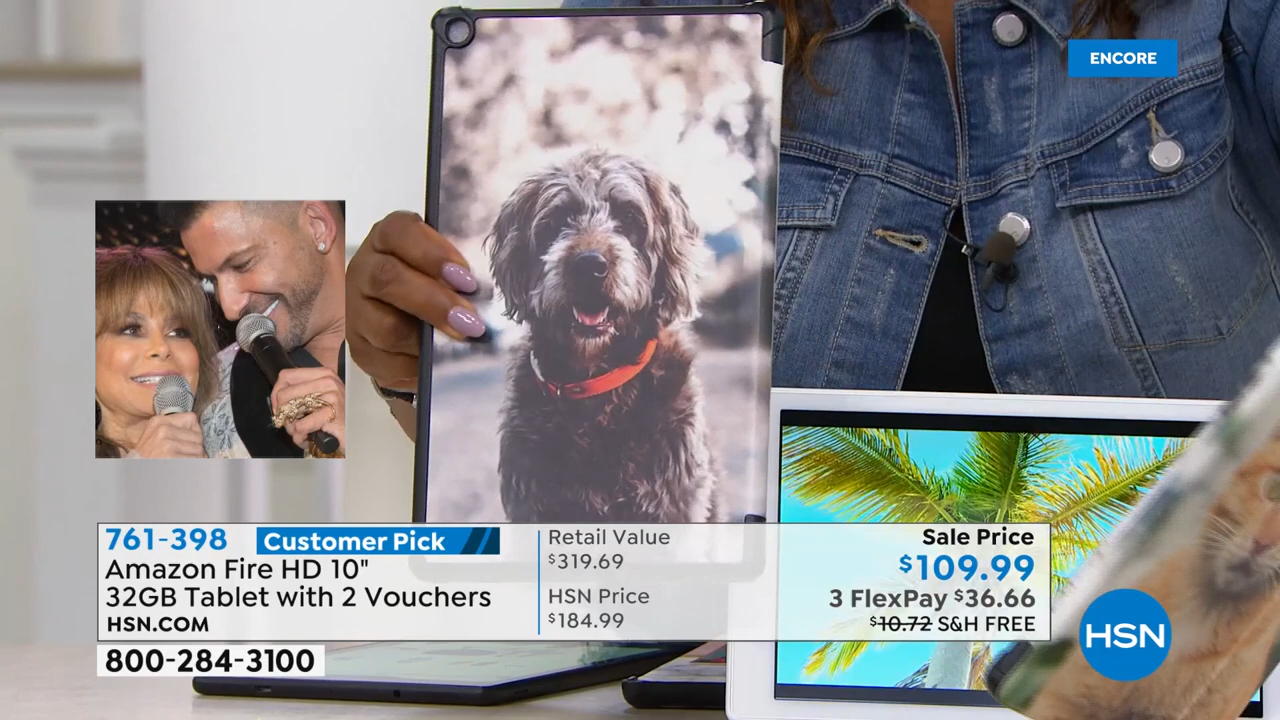 ENCORE
761-398
Customer Pick
Amazon Fire HD 10"
32GB Tablet with 2 Vouchers
HSN.COM
Retail Value
$319.69
HSN Price
$184.99
Sale Price
$109.99
3 FlexPay $36.66
$10.72 S&H FREE
800-284-3100
HSN